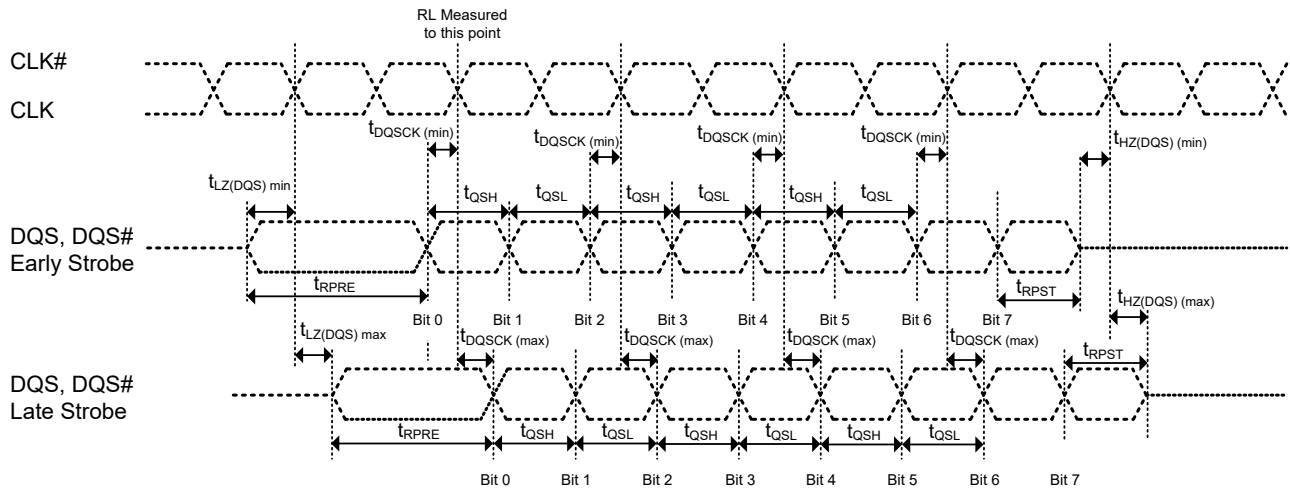 RL Measured
to this point
CLK#
CLK
tDQSCK (min)
tDQSCK (min)
tDQSCK (min)
tDQSCK (min)
tHZ(DQS) (min)
tLZ(DQS) min
tQSH
tQSL
tQSH
tQSL
tQSH
tQSL
DQS, DQS#
Early Strobe
tRPRE
tRPST
tHZ(DQS) (max)
Bit 0
Bit 1
Bit 2
Bit 3
Bit 4
Bit 5
Bit 6
Bit 7
tLZ(DQS) max
tDQSCK (max)
tDQSCK (max)
tDQSCK (max)
tDQSCK (max)
tRPST
DQS, DQS#
Late Strobe
tRPRE
tQSH
tQSL
tQSH
tQSL
tQSH
tQSL
Bit 0
Bit 1
Bit 2
Bit 3
Bit 4
Bit 5
Bit 6
Bit 7